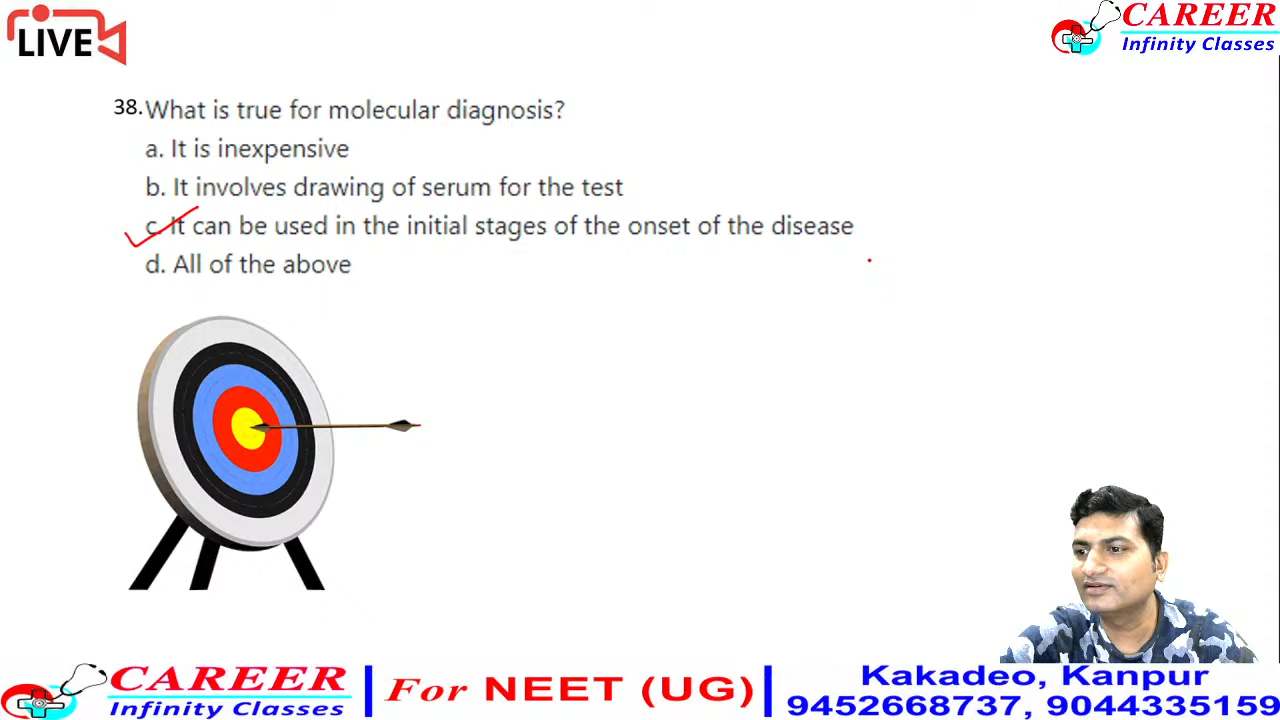 LIVE
CAREER
Infinity Classes
38. What is true for molecular diagnosis?
a. It is inexpensive
b. It involves drawing of serum for the test
c. It can be used in the initial stages of the onset of the disease
d. All of the above
CAREER
Infinity Classes
For NEET (UG)
Kakadeo, Kanpur
9452668737, 9044335159